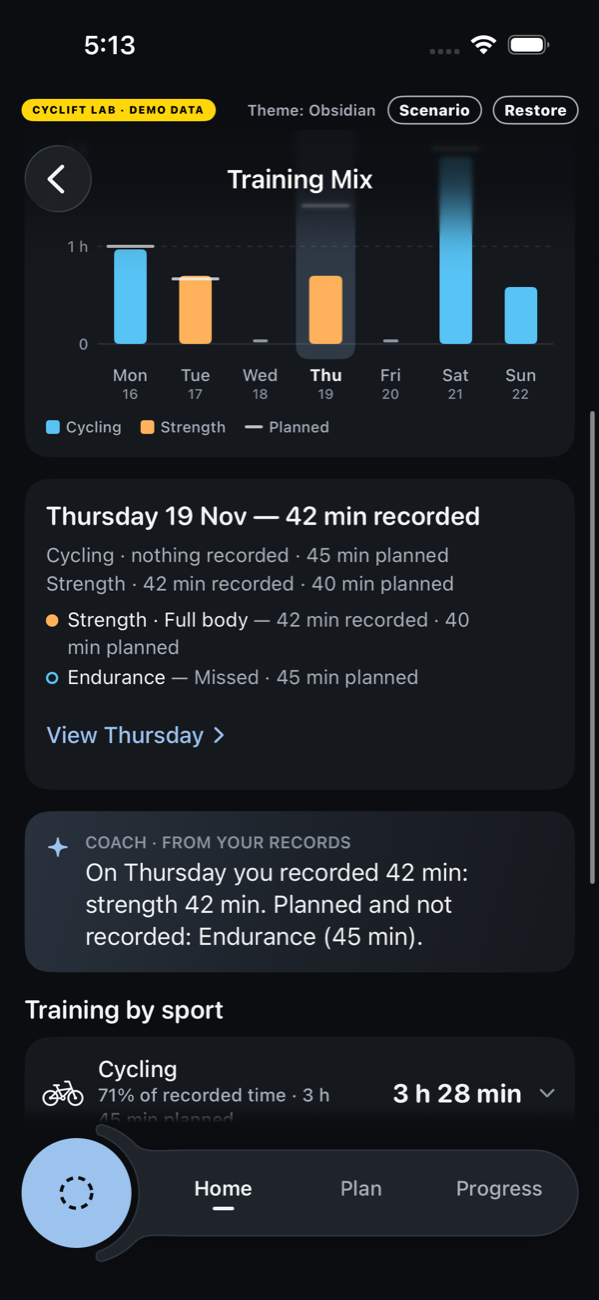 5:13
CYCLIFT LAB · DEMO DATA
Theme: Obsidian
Scenario
Restore
Training Mix
1 h
0
Mon Tue Wed Thu Fri Sat Sun
16 17 18 19 20 21 22
Cycling Strength Planned
Thursday 19 Nov — 42 min recorded
Cycling · nothing recorded · 45 min planned
Strength · 42 min recorded · 40 min planned
Strength · Full body — 42 min recorded · 40
min planned
Endurance — Missed · 45 min planned
View Thursday
COACH · FROM YOUR RECORDS
On Thursday you recorded 42 min:
strength 42 min. Planned and not
recorded: Endurance (45 min).
Training by sport
Cycling
71% of recorded time · 3 h
45 min planned
3 h 28 min
Home Plan Progress